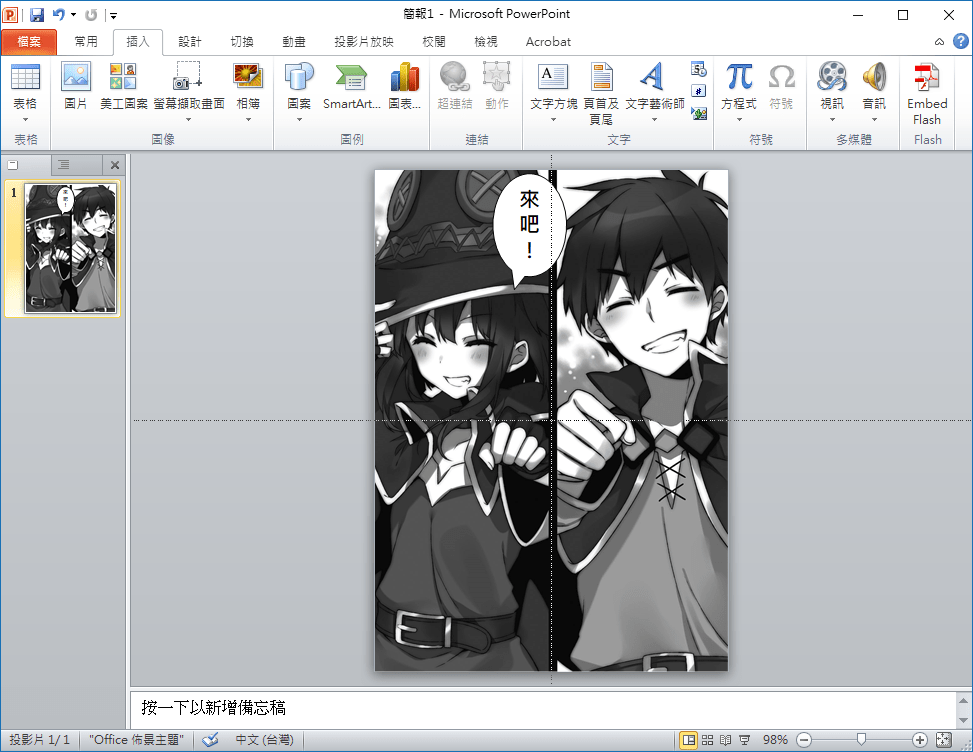 簡報1 - Microsoft PowerPoint
檔案 常用 插入 設計 切換 動畫 投影片放映 校閱 檢視 Acrobat
表格 圖片 美工圖案 螢幕擷取畫面 相簿 圖案 SmartArt... 圖表... 超連結 動作 文字方塊 頁首及頁尾 文字藝術師 方程式 符號 視訊 音訊 Embed Flash
表格 圖像 圖例 連結 文字 符號 多媒體 Flash
1
來吧！
來
吧
！
按一下以新增備忘稿
投影片 1/1 "Office 佈景主題" 中文 (台灣) 98%